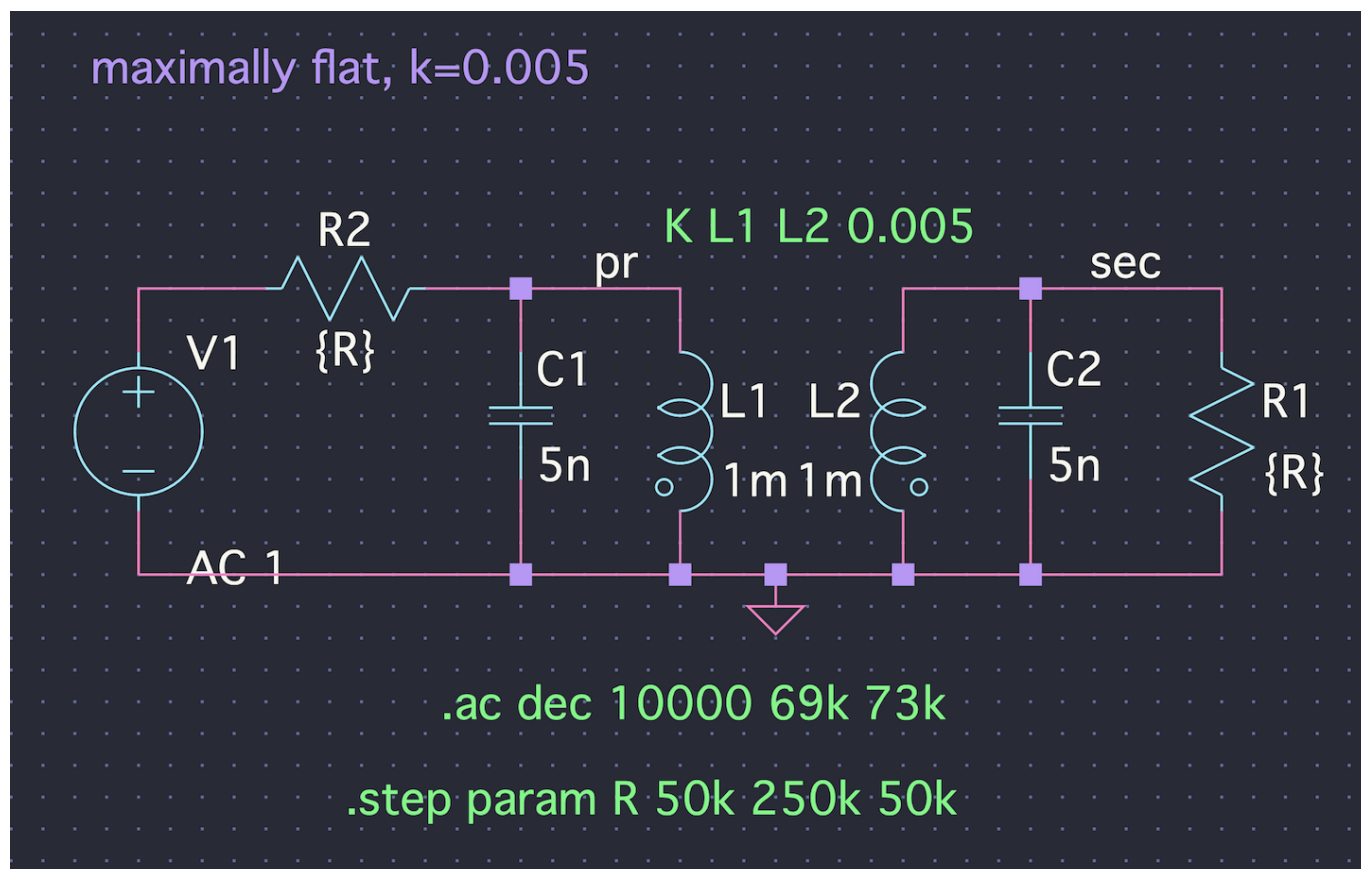 maximally flat, k=0.005
R2
K L1 L2 0.005
pr
sec
V1
{R}
C1
C2
L1
L2
R1
5n
1m
1m
5n
{R}
AC 1
.ac dec 10000 69k 73k
.step param R 50k 250k 50k